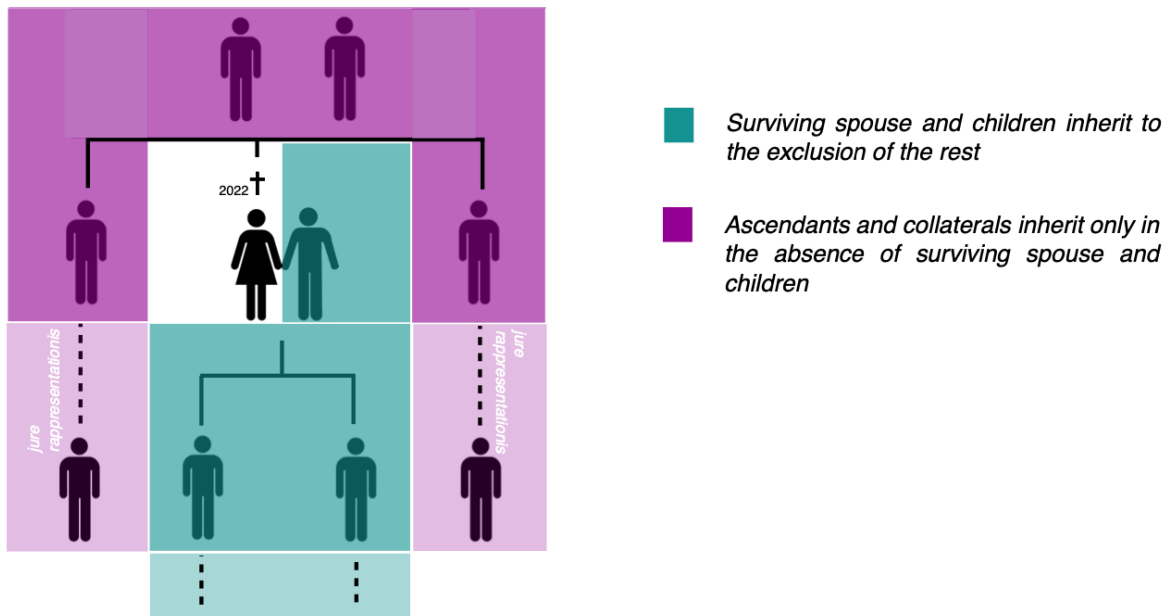 Surviving spouse and children inherit to
the exclusion of the rest
2022
Ascendants and collaterals inherit only in
the absence of surviving spouse and
children
jure
rappresentationis
jure
rappresentationis